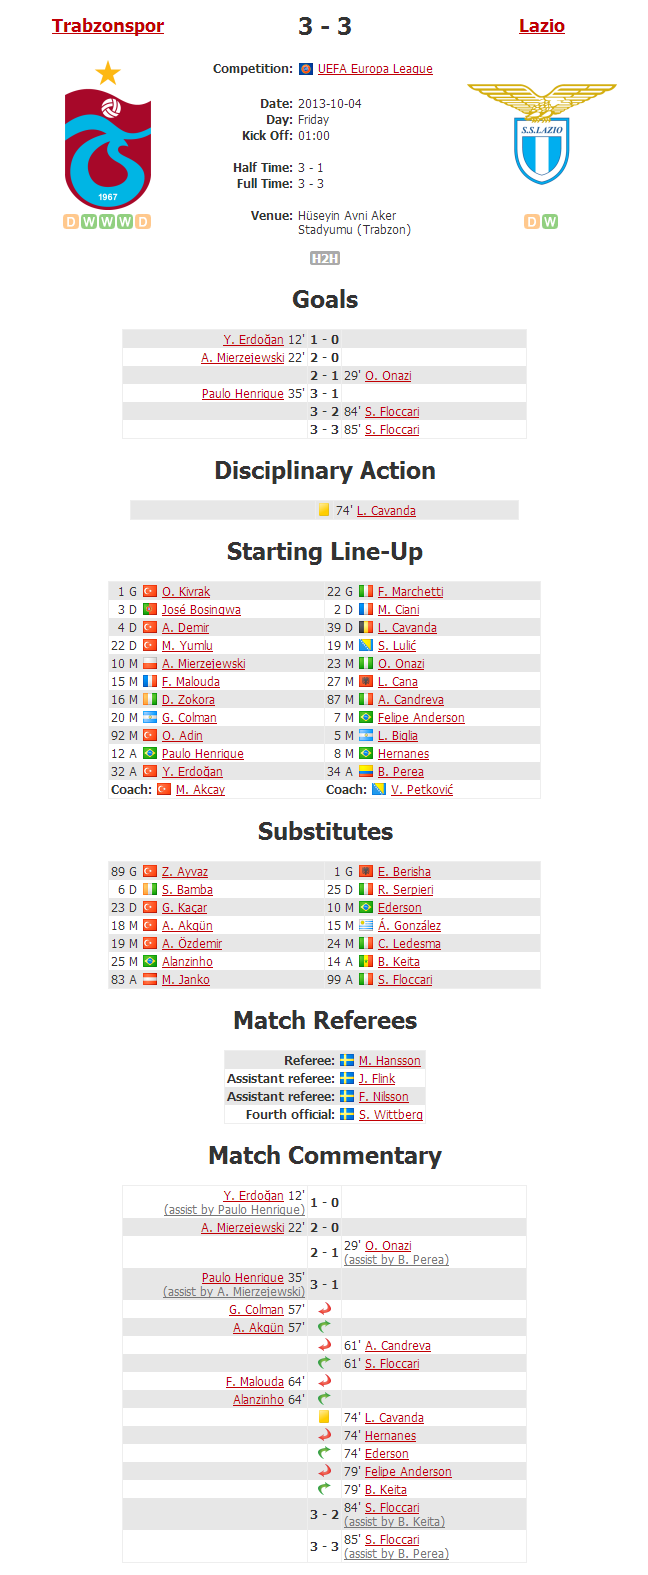 Trabzonspor 3 - 3 Lazio
Competition: UEFA Europa League
Date: 2013-10-04
Day: Friday
Kick Off: 01:00
S.S.LAZIO
Half Time: 3 - 1
Full Time: 3 - 3
1967
Venue: Hüseyin Avni Aker
Stadyumu (Trabzon)
D W W W D
D W
H2H
Goals
Y. Erdoğan 12' 1 - 0
A. Mierzejewski 22' 2 - 0
2 - 1 29' O. Onazi
Paulo Henrique 35' 3 - 1
3 - 2 84' S. Floccari
3 - 3 85' S. Floccari
Disciplinary Action
74' L. Cavanda
Starting Line-Up
1 G O. Kivrak 22 G F. Marchetti
3 D José Bosingwa 2 D M. Ciani
4 D A. Demir 39 D L. Cavanda
22 D M. Yumlu 19 M S. Lulić
10 M A. Mierzejewski 23 M O. Onazi
15 M F. Malouda 27 M L. Cana
16 M D. Zokora 87 M A. Candreva
20 M G. Colman 7 M Felipe Anderson
92 M O. Adin 5 M L. Biglia
12 A Paulo Henrique 8 M Hernanes
32 A Y. Erdoğan 34 A B. Perea
Coach: M. Akcay Coach: V. Petković
Substitutes
89 G Z. Ayvaz 1 G E. Berisha
6 D S. Bamba 25 D R. Serpieri
23 D G. Kaçar 10 M Ederson
18 M A. Akgün 15 M Á. González
19 M A. Özdemir 24 M C. Ledesma
25 M Alanzinho 14 A B. Keita
83 A M. Janko 99 A S. Floccari
Match Referees
Referee: M. Hansson
Assistant referee: J. Flink
Assistant referee: F. Nilsson
Fourth official: S. Wittberg
Match Commentary
Y. Erdoğan 12' 1 - 0
(assist by Paulo Henrique)
A. Mierzejewski 22' 2 - 0
2 - 1 29' O. Onazi
(assist by B. Perea)
Paulo Henrique 35' 3 - 1
(assist by A. Mierzejewski)
G. Colman 57'
A. Akgün 57'
61' A. Candreva
61' S. Floccari
F. Malouda 64'
Alanzinho 64'
74' L. Cavanda
74' Hernanes
74' Ederson
79' Felipe Anderson
79' B. Keita
3 - 2 84' S. Floccari
(assist by B. Keita)
3 - 3 85' S. Floccari
(assist by B. Perea)